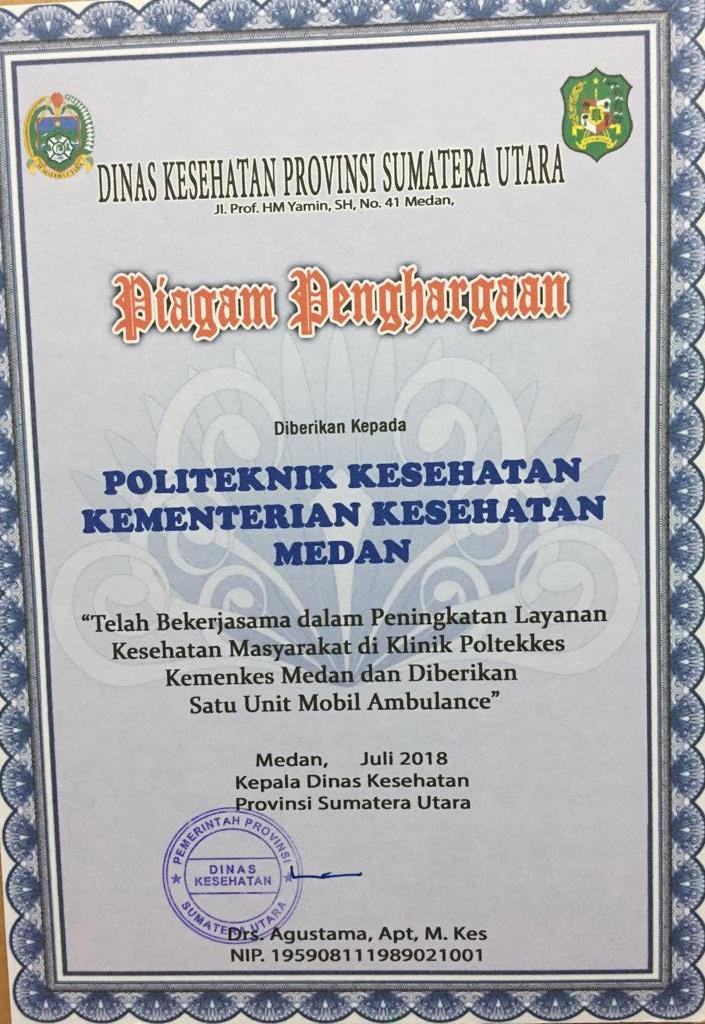 DINAS KESEHATAN PROVINSI SUMATERA UTARA
Jl. Prof. HM Yamin, SH, No. 41 Medan,
Piagam Penghargaan
Diberikan Kepada
POLITEKNIK KESEHATAN
KEMENTERIAN KESEHATAN
MEDAN
“Telah Bekerjasama dalam Peningkatan Layanan
Kesehatan Masyarakat di Klinik Poltekkes
Kemenkes Medan dan Diberikan
Satu Unit Mobil Ambulance”
Medan, Juli 2018
Kepala Dinas Kesehatan
Provinsi Sumatera Utara
PEMERINTAH PROVINSI
DINAS
KESEHATAN
SUMATERA UTARA
Drs. Agustama, Apt, M. Kes
NIP. 195908111989021001